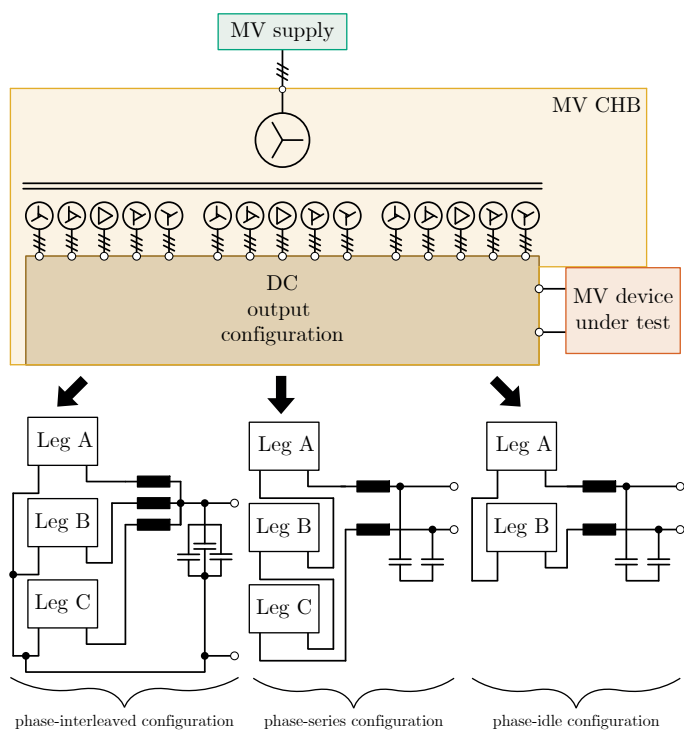 MV supply
MV CHB
DC
output
configuration
MV device
under test
Leg A
Leg B
Leg C
Leg A
Leg B
Leg C
Leg A
Leg B
phase-interleaved configuration
phase-series configuration
phase-idle configuration